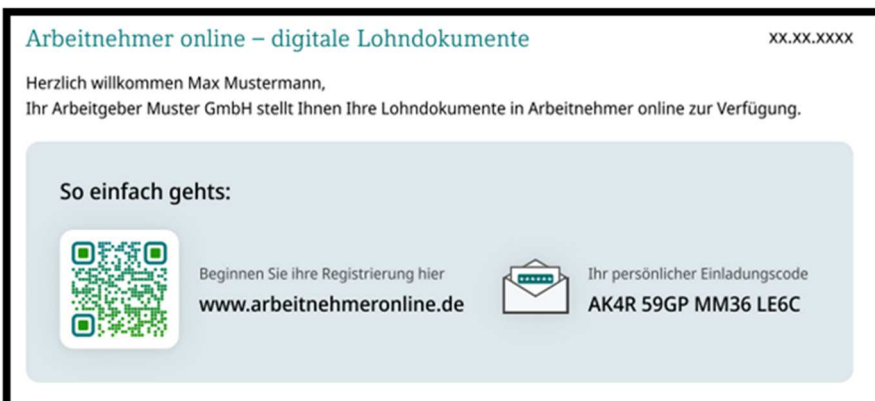 Arbeitnehmer online – digitale Lohndokumente
xx.xx.xxxx
Herzlich willkommen Max Mustermann,
Ihr Arbeitgeber Muster GmbH stellt Ihnen Ihre Lohndokumente in Arbeitnehmer online zur Verfügung.
So einfach gehts:
Beginnen Sie ihre Registrierung hier
www.arbeitnehmeronline.de
Ihr persönlicher Einladungscode
AK4R 59GP MM36 LE6C